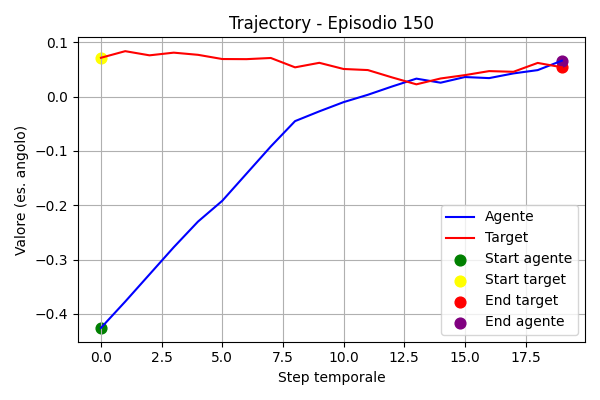 Trajectory - Episodio 150
Valore (es. angolo)
0.1
0.0
−0.1
−0.2
−0.3
−0.4
0.0
2.5
5.0
7.5
10.0
12.5
15.0
17.5
Step temporale
Agente
Target
Start agente
Start target
End target
End agente